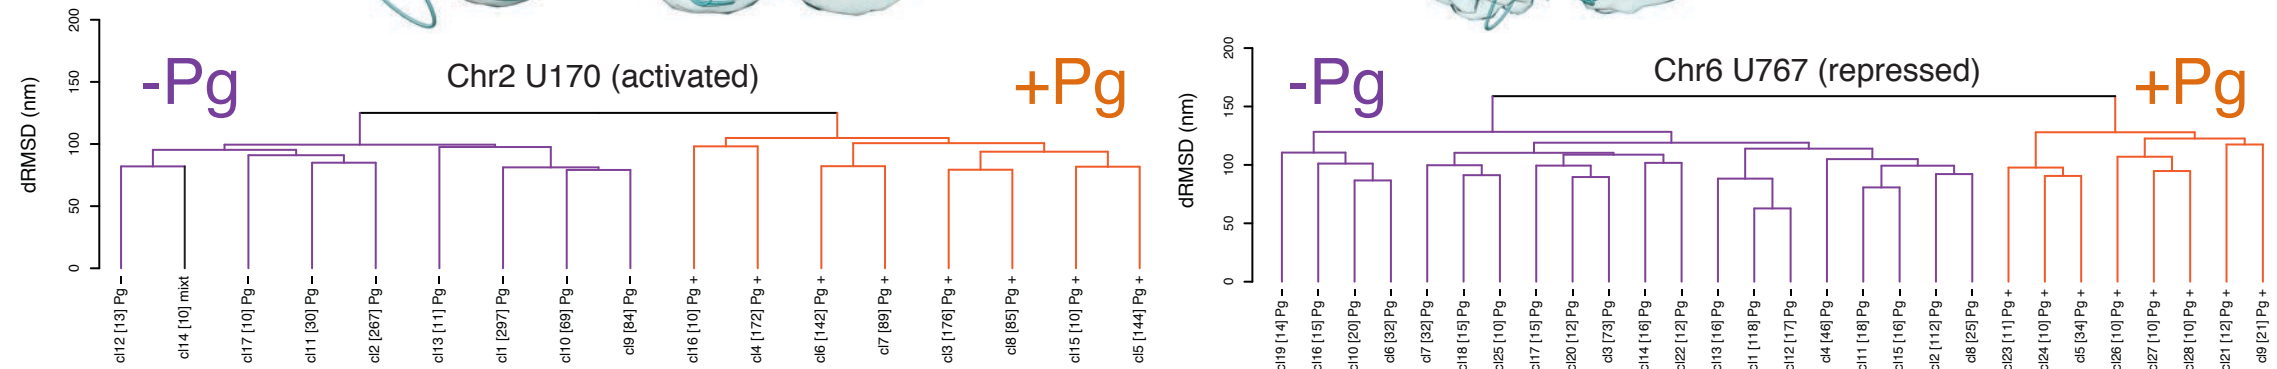 -Pg
Chr2 U170 (activated)
+Pg
dRMSD (nm)
200
150
100
50
0
cl12 [13] Pg -
cl14 [10] mixt
cl17 [10] Pg -
cl11 [30] Pg -
cl2 [267] Pg -
cl13 [11] Pg -
cl1 [297] Pg -
cl10 [69] Pg -
cl9 [84] Pg -
cl16 [10] Pg +
cl4 [172] Pg +
cl6 [142] Pg +
cl7 [89] Pg +
cl3 [176] Pg +
cl8 [85] Pg +
cl15 [10] Pg +
cl5 [144] Pg +
-Pg
Chr6 U767 (repressed)
+Pg
dRMSD (nm)
200
150
100
50
0
cl19 [14] Pg -
cl16 [15] Pg -
cl10 [20] Pg -
cl6 [32] Pg -
cl7 [32] Pg -
cl18 [15] Pg -
cl25 [10] Pg -
cl17 [15] Pg -
cl20 [12] Pg -
cl3 [73] Pg -
cl14 [16] Pg -
cl22 [12] Pg -
cl13 [16] Pg -
cl1 [118] Pg -
cl12 [17] Pg -
cl4 [46] Pg -
cl11 [18] Pg -
cl15 [16] Pg -
cl2 [112] Pg -
cl8 [25] Pg -
cl23 [11] Pg +
cl24 [10] Pg +
cl5 [34] Pg +
cl26 [10] Pg +
cl27 [10] Pg +
cl28 [10] Pg +
cl21 [12] Pg +
cl9 [21] Pg +